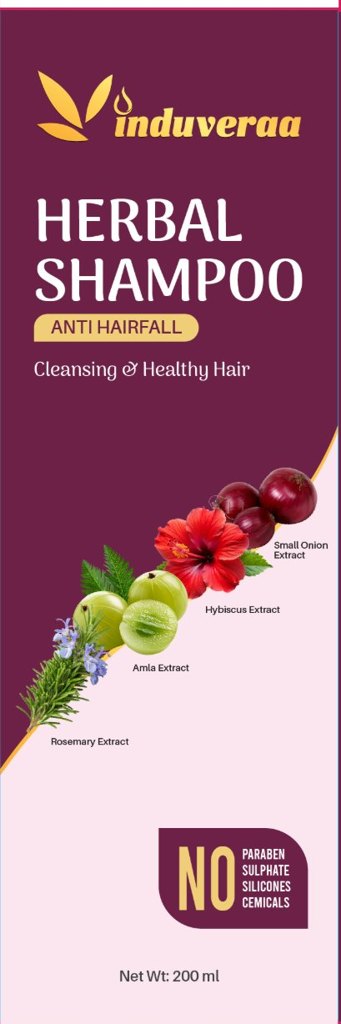 induveraa
HERBAL
SHAMPOO
ANTI HAIRFALL
Cleansing & Healthy Hair
Small Onion
Extract
Hybiscus Extract
Amla Extract
Rosemary Extract
NO
PARABEN
SULPHATE
SILICONES
CEMICALS
Net Wt: 200 ml